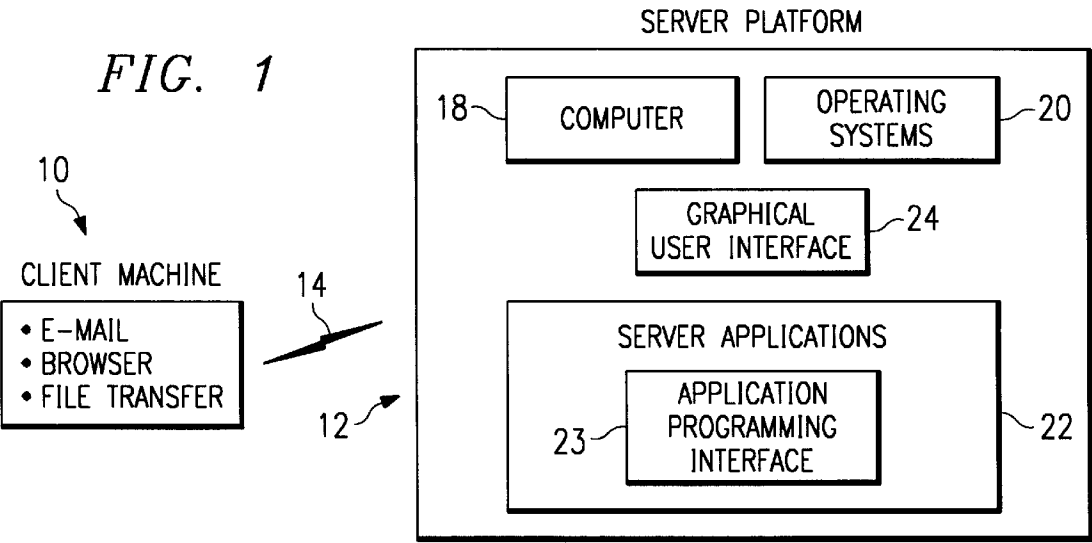 SERVER PLATFORM
FIG. 1
18
COMPUTER
OPERATING
SYSTEMS
20
10
GRAPHICAL
USER INTERFACE
24
CLIENT MACHINE
• E-MAIL
• BROWSER
• FILE TRANSFER
14
12
SERVER APPLICATIONS
APPLICATION
PROGRAMMING
INTERFACE
23
22